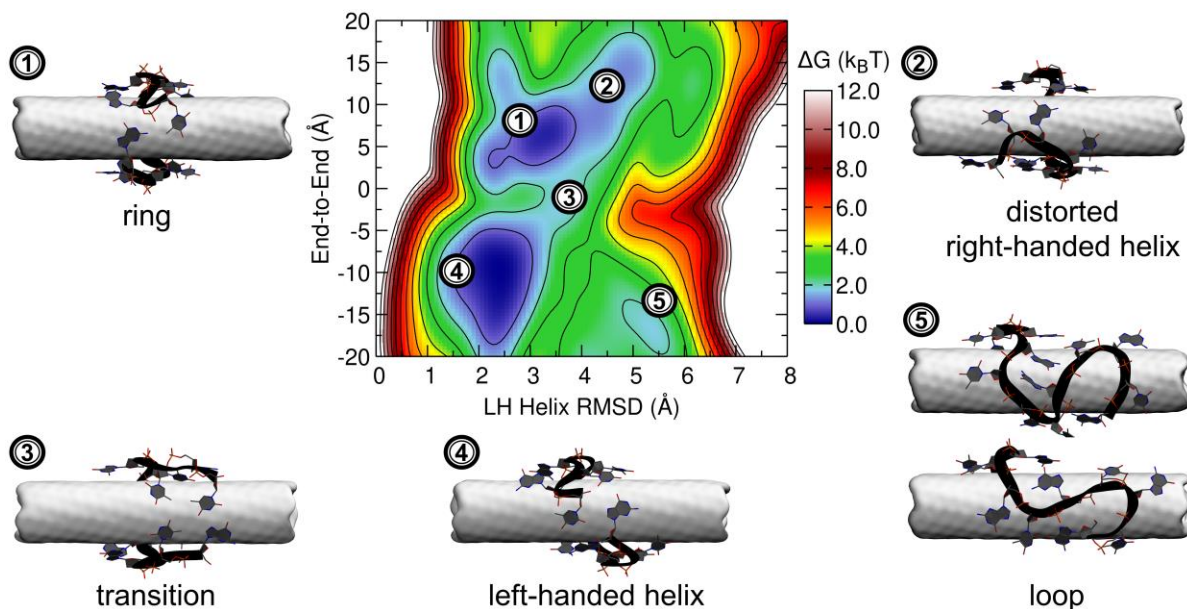 1
ring
20
15
10
5
0
-5
-10
-15
-20
End-to-End (Å)
0 1 2 3 4 5 6 7 8
LH Helix RMSD (Å)
1
2
3
4
5
ΔG (kBT)
12.0
10.0
8.0
6.0
4.0
2.0
0.0
2
distorted
right-handed helix
3
transition
4
left-handed helix
5
loop